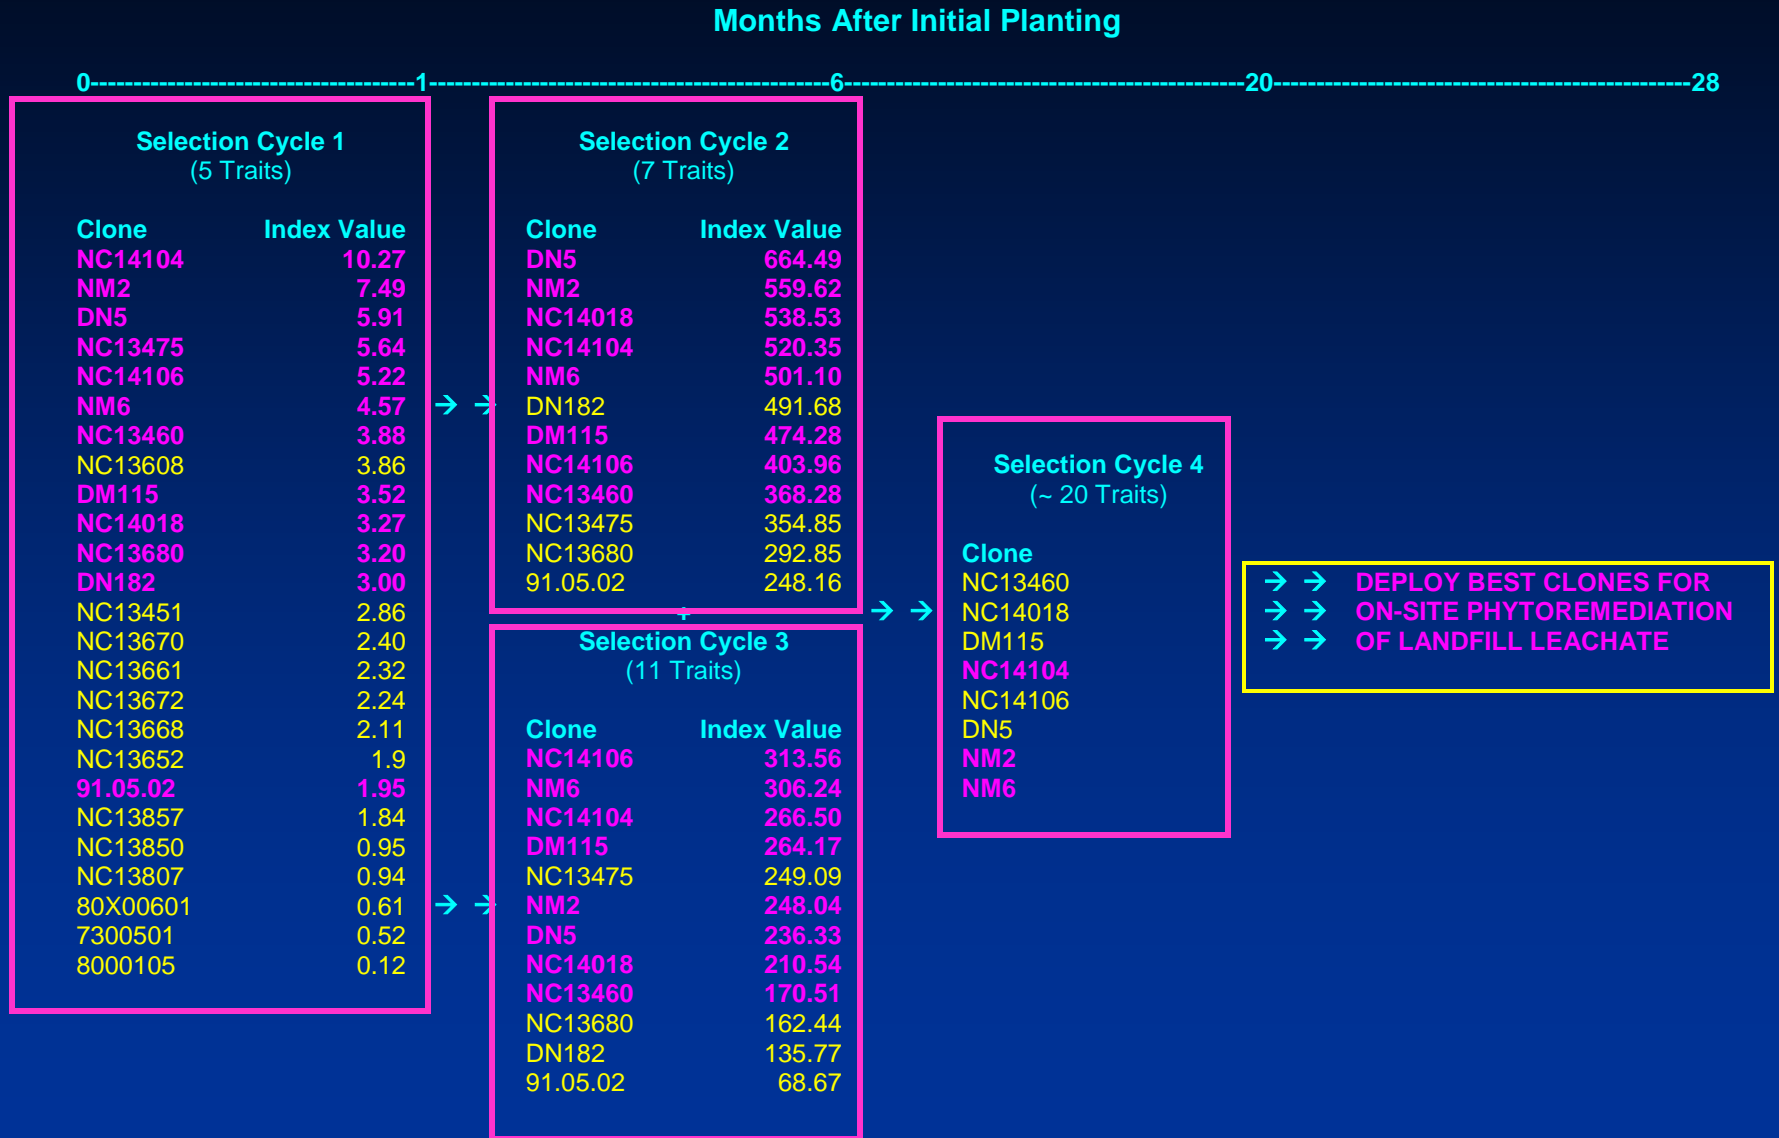 Months After Initial Planting
0--------------------------------------1-----------------------------------------------6-----------------------------------------------20-------------------------------------------------28
Selection Cycle 1
(5 Traits)
Clone Index Value
NC14104 10.27
NM2 7.49
DN5 5.91
NC13475 5.64
NC14106 5.22
NM6 4.57 → →
NC13460 3.88
NC13608 3.86
DM115 3.52
NC14018 3.27
NC13680 3.20
DN182 3.00
NC13451 2.86
NC13670 2.40
NC13661 2.32
NC13672 2.24
NC13668 2.11
NC13652 1.9
91.05.02 1.95
NC13857 1.84
NC13850 0.95
NC13807 0.94
80X00601 0.61 → →
7300501 0.52
8000105 0.12
Selection Cycle 2
(7 Traits)
Clone Index Value
DN5 664.49
NM2 559.62
NC14018 538.53
NC14104 520.35
NM6 501.10
DN182 491.68
DM115 474.28
NC14106 403.96
NC13460 368.28
NC13475 354.85
NC13680 292.85
91.05.02 248.16
+ → →
Selection Cycle 3
(11 Traits)
Clone Index Value
NC14106 313.56
NM6 306.24
NC14104 266.50
DM115 264.17
NC13475 249.09
NM2 248.04
DN5 236.33
NC14018 210.54
NC13460 170.51
NC13680 162.44
DN182 135.77
91.05.02 68.67
Selection Cycle 4
(~ 20 Traits)
Clone
NC13460
NC14018
DM115
NC14104
NC14106
DN5
NM2
NM6
→ → DEPLOY BEST CLONES FOR
→ → ON-SITE PHYTOREMEDIATION
→ → OF LANDFILL LEACHATE